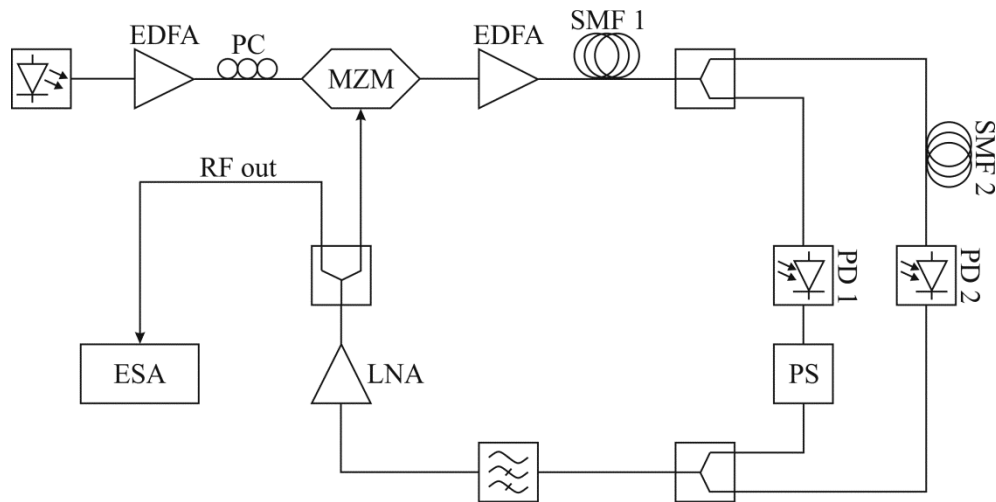 EDFA
PC
MZM
EDFA
SMF 1
SMF 2
RF out
PD 1
PD 2
ESA
LNA
PS